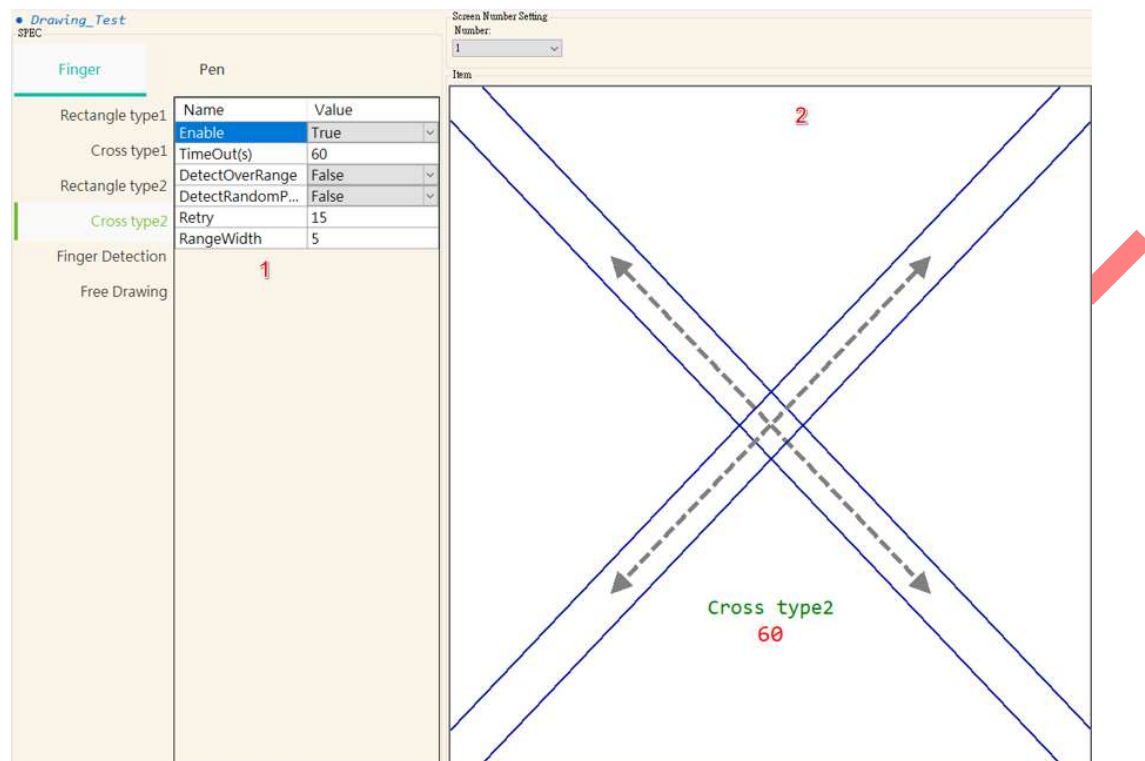 • Drawing_Test
SPEC
Finger
Pen
Rectangle type1
Cross type1
Rectangle type2
Cross type2
Finger Detection
Free Drawing
Name Value
Enable True
TimeOut(s) 60
DetectOverRange False
DetectRandomP... False
Retry 15
RangeWidth 5
1
Screen Number Setting
Number:
1
Item
2
Cross type2
60